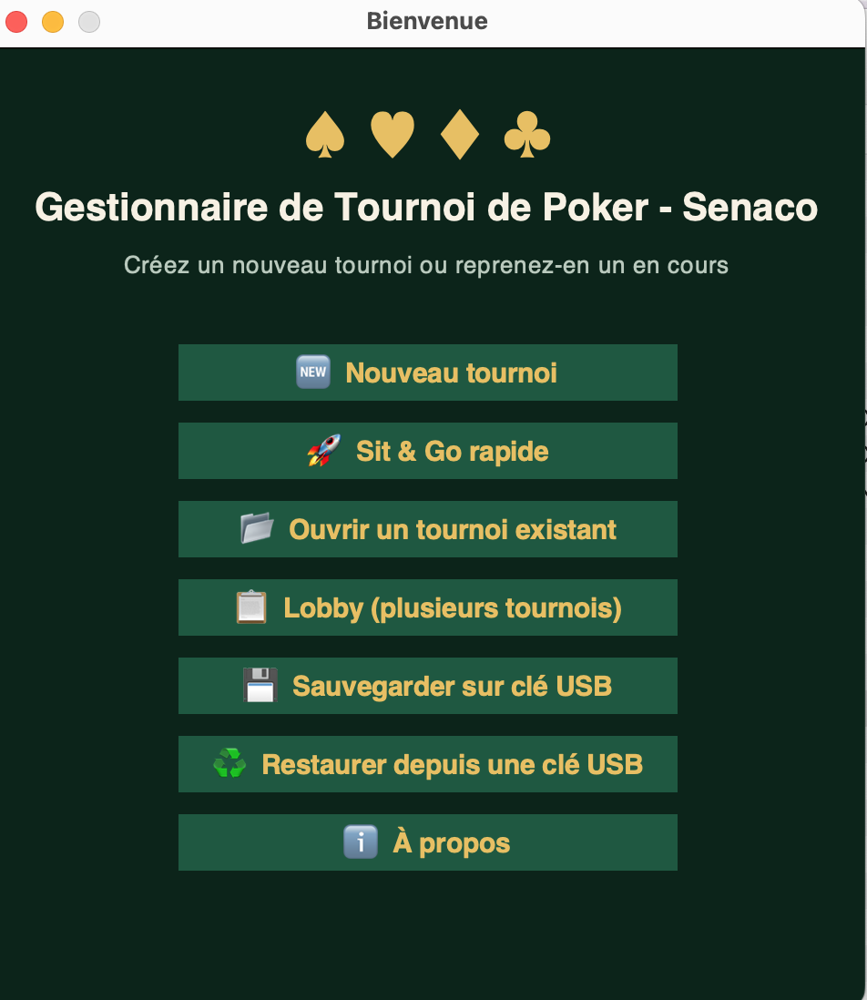 Bienvenue
♠ ♥ ♦ ♣
Gestionnaire de Tournoi de Poker - Senaco
Créez un nouveau tournoi ou reprenez-en un en cours
🆕 Nouveau tournoi
🚀 Sit & Go rapide
📂 Ouvrir un tournoi existant
📋 Lobby (plusieurs tournois)
💾 Sauvegarder sur clé USB
♻️ Restaurer depuis une clé USB
ℹ️ À propos